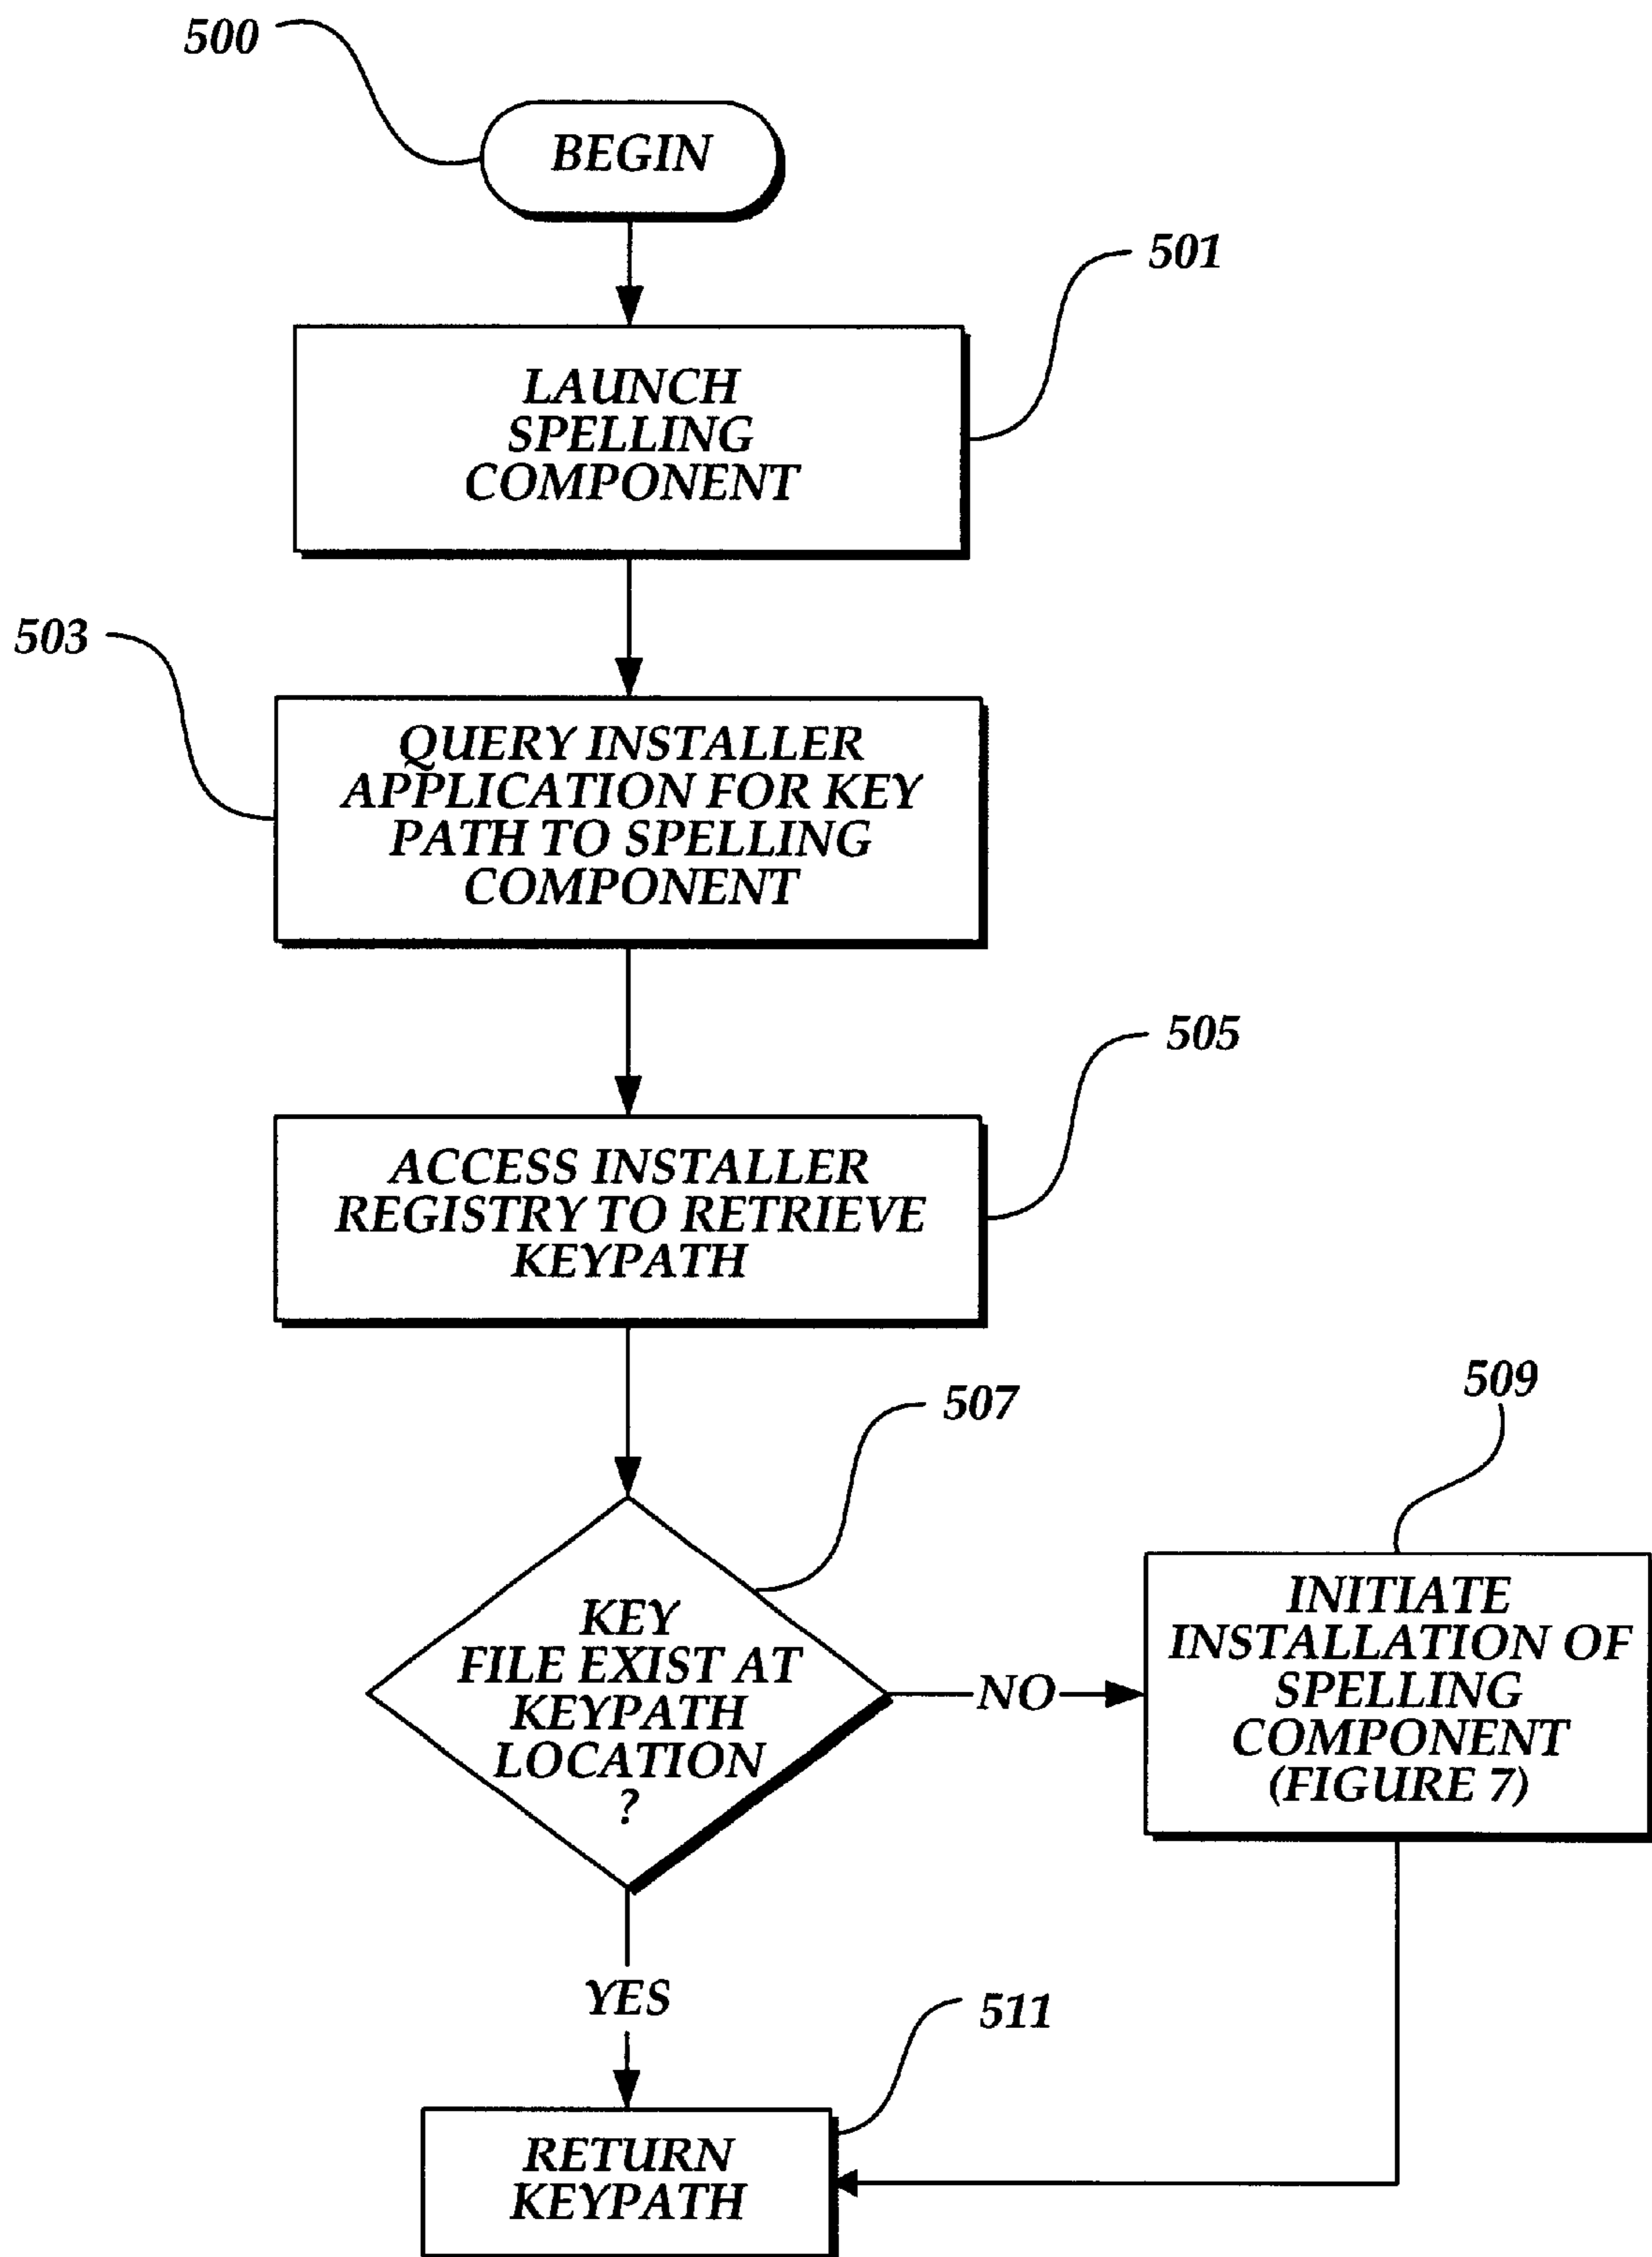 500
BEGIN
501
LAUNCH
SPELLING
COMPONENT
503
QUERY INSTALLER
APPLICATION FOR KEY
PATH TO SPELLING
COMPONENT
505
ACCESS INSTALLER
REGISTRY TO RETRIEVE
KEYPATH
507
509
KEY
FILE EXIST AT
KEYPATH
LOCATION
?
NO
INITIATE
INSTALLATION OF
SPELLING
COMPONENT
(FIGURE 7)
YES
511
RETURN
KEYPATH